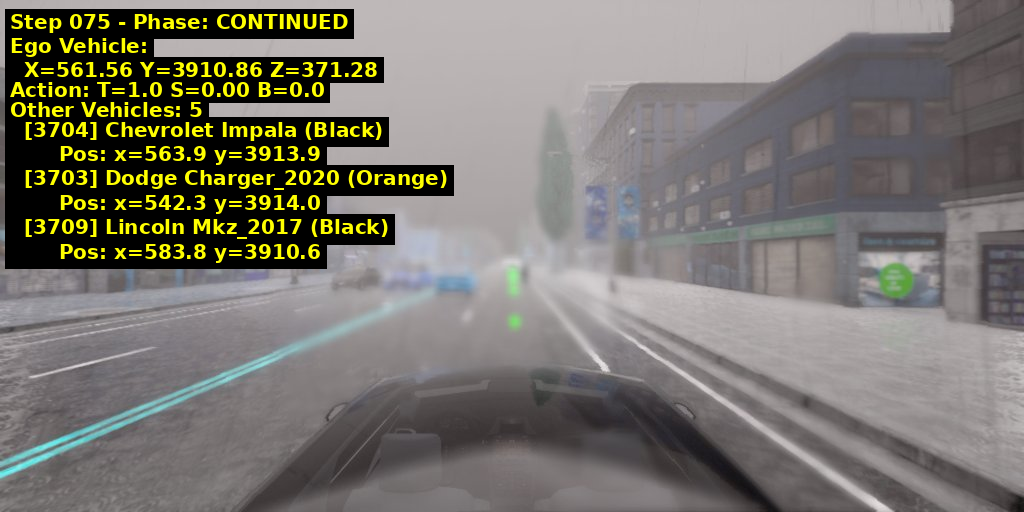 Step 075 - Phase: CONTINUED
Ego Vehicle:
X=561.56 Y=3910.86 Z=371.28
Action: T=1.0 S=0.00 B=0.0
Other Vehicles: 5
[3704] Chevrolet Impala (Black)
Pos: x=563.9 y=3913.9
[3703] Dodge Charger_2020 (Orange)
Pos: x=542.3 y=3914.0
[3709] Lincoln Mkz_2017 (Black)
Pos: x=583.8 y=3910.6